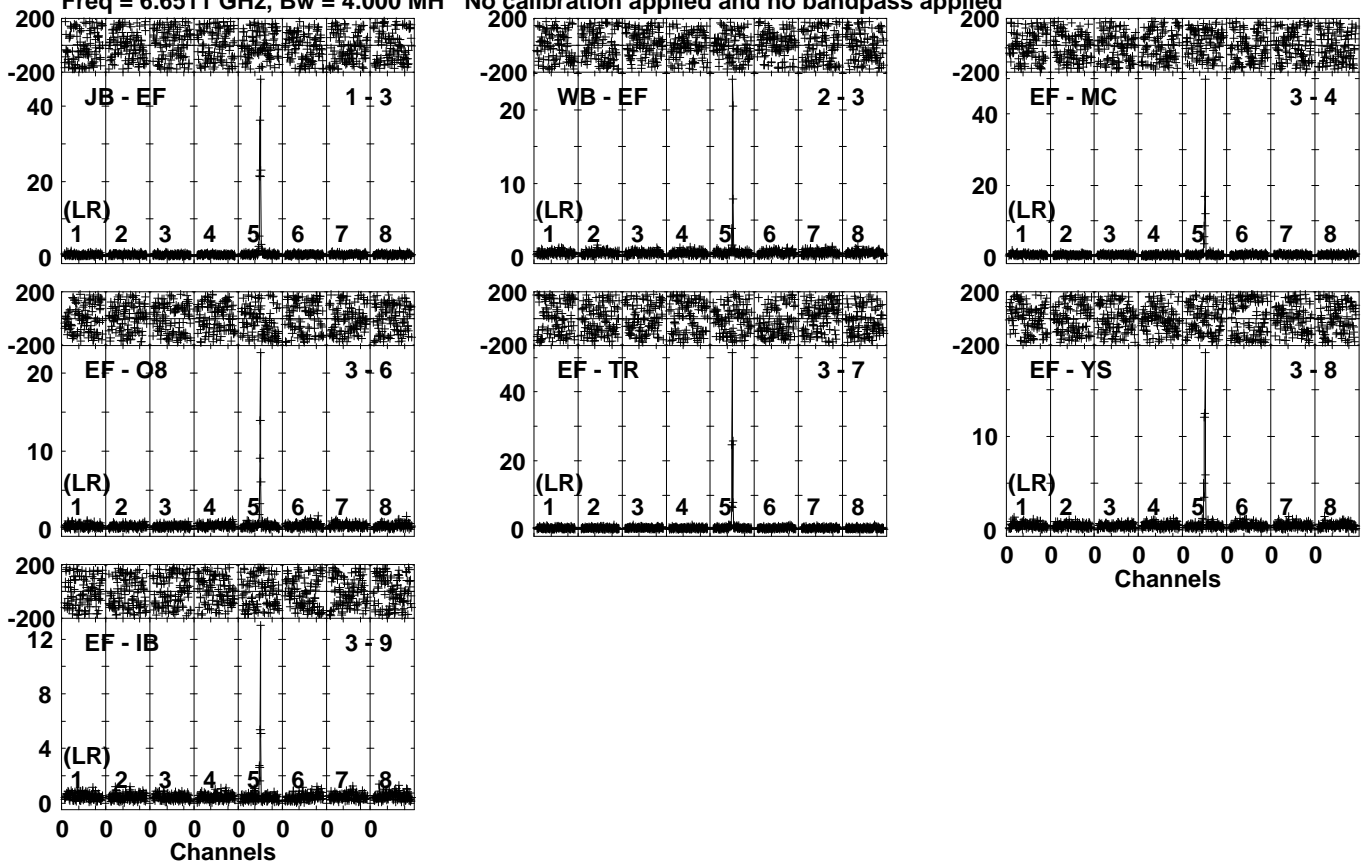 Freq = 6.6511 GHz, Bw = 4.000 MH No calibration applied and no bandpass applied
200
-200
JB - EF 1 - 3
40
20
0
(LR)
1 2 3 4 5 6 7 8
200
-200
WB - EF 2 - 3
20
10
0
(LR)
1 2 3 4 5 6 7 8
200
-200
EF - MC 3 - 4
40
20
0
(LR)
1 2 3 4 5 6 7 8
200
-200
EF - O8 3 - 6
20
10
0
(LR)
1 2 3 4 5 6 7 8
200
-200
EF - TR 3 - 7
40
20
0
(LR)
1 2 3 4 5 6 7 8
200
-200
EF - YS 3 - 8
10
0
(LR)
1 2 3 4 5 6 7 8
0 0 0 0 0 0 0 0
Channels
200
-200
EF - IB 3 - 9
12
8
4
0
(LR)
1 2 3 4 5 6 7 8
0 0 0 0 0 0 0 0
Channels